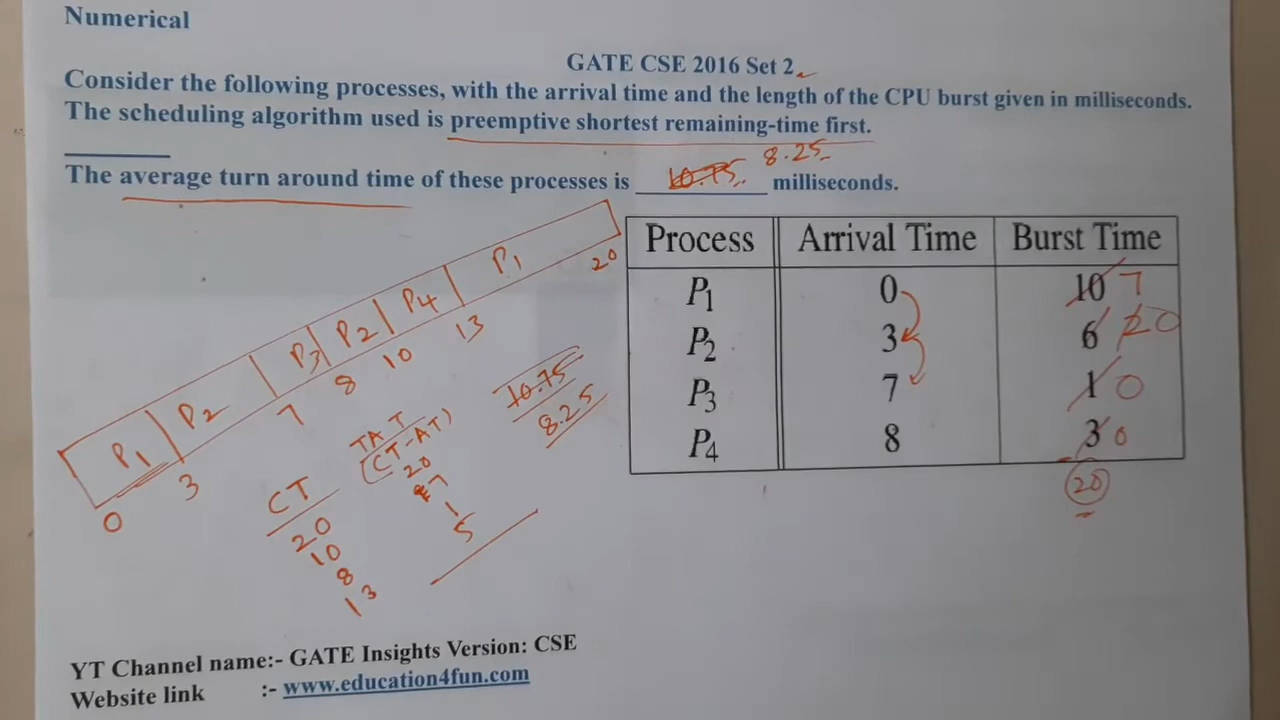 Numerical
GATE CSE 2016 Set 2
Consider the following processes, with the arrival time and the length of the CPU burst given in milliseconds.
The scheduling algorithm used is preemptive shortest remaining-time first.
8.25
The average turn around time of these processes is 10.75 milliseconds.
Process Arrival Time Burst Time
P1 0 10 7
P2 3 6 2 0
P3 7 1 0
P4 8 3 0
20
P1 P2 P3 P2 P4 P1
0 3 7 8 10 13 20
CT
20
10
8
13
TAT
(CT-AT)
20
7
1
5
10.75
8.25
YT Channel name:- GATE Insights Version: CSE
Website link :- www.education4fun.com